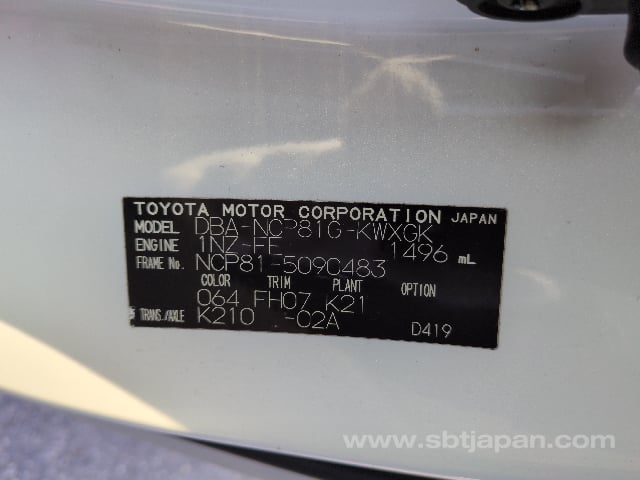 TOYOTA MOTOR CORPORATION JAPAN
MODEL DBA-NCP81G-KWXGK
ENGINE 1NZ-FE 1496 mL
FRAME No. NCP81-5090483
COLOR TRIM PLANT OPTION
064 FH07 K21
TRANS./AXLE K210 -02A D419
www.sbtjapan.com